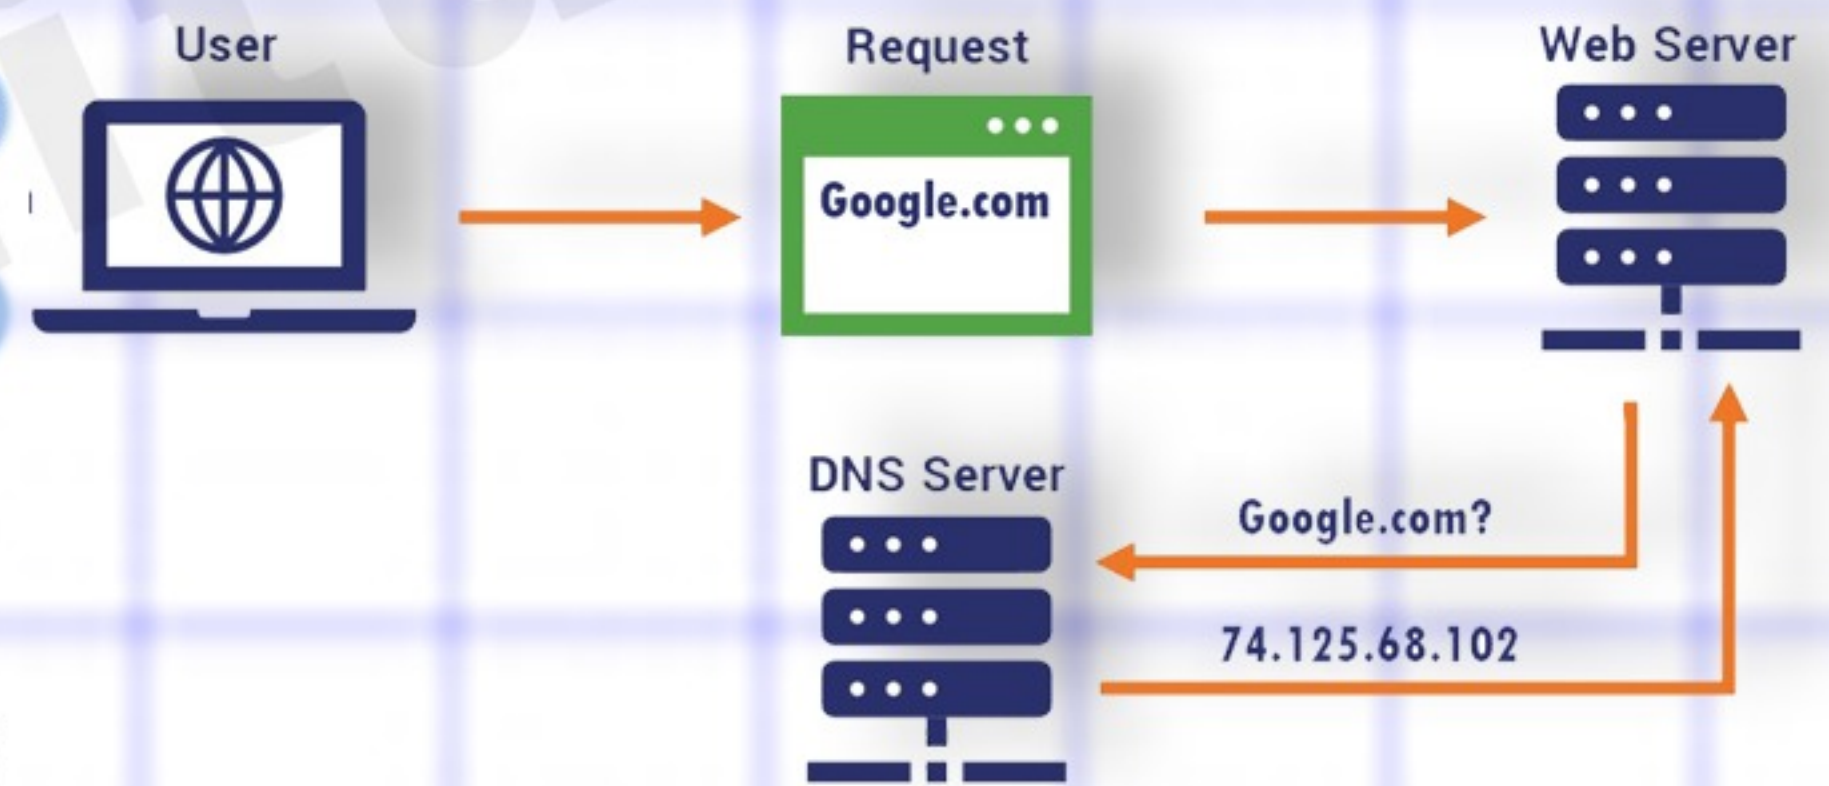 User
Request
Web Server
Google.com
DNS Server
Google.com?
74.125.68.102